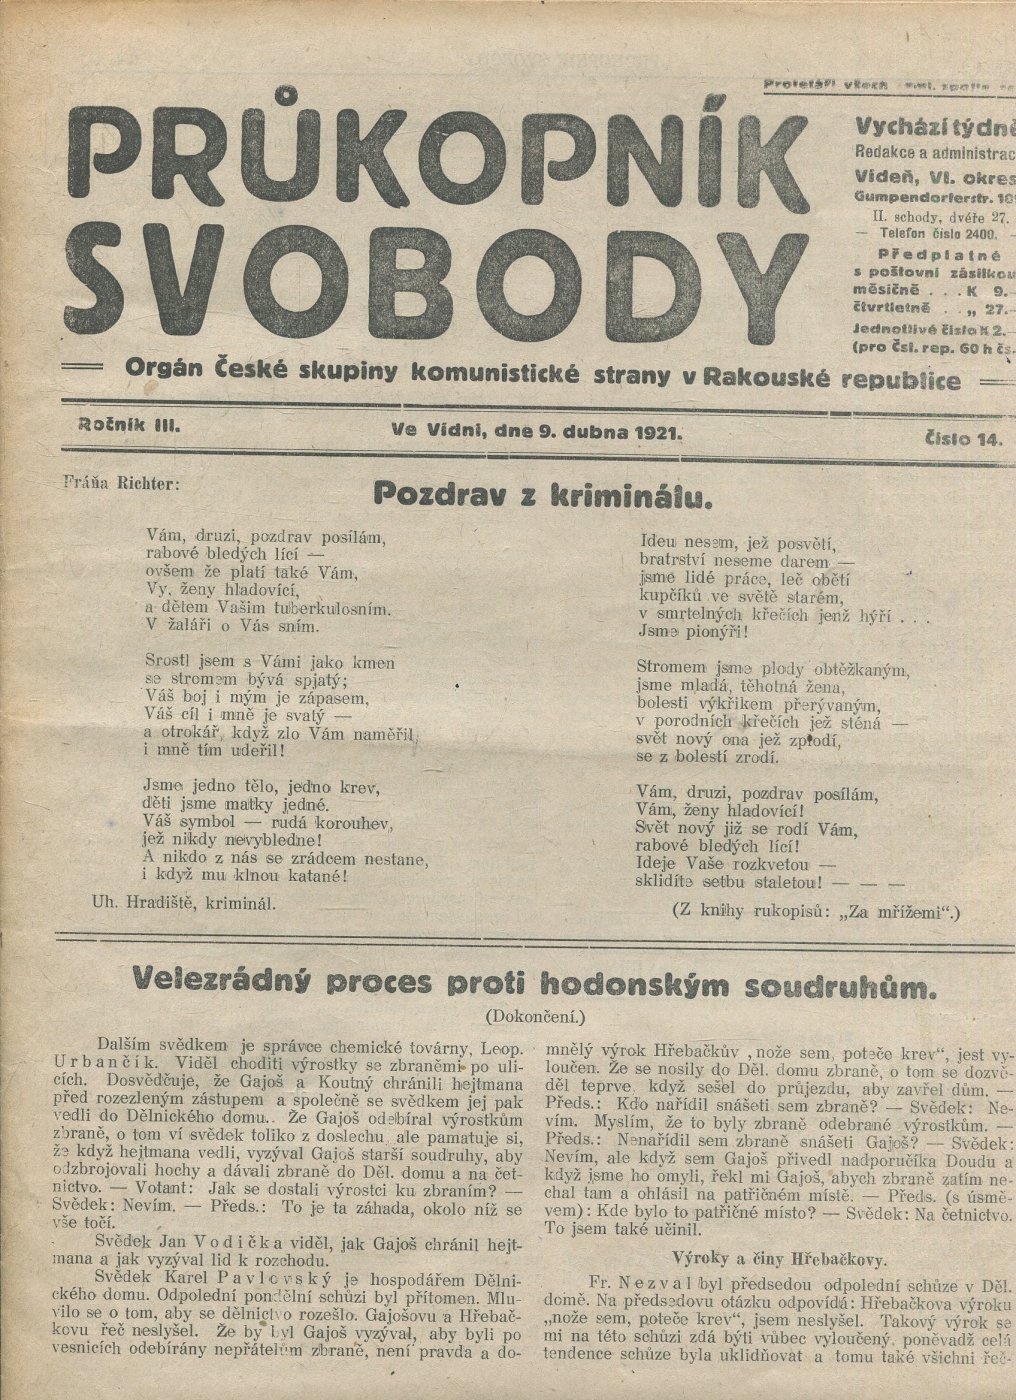 Proletáři všech
PRŮKOPNÍK
SVOBODY
Vychází týdně
Redakce a administrac
Videň, VI. okres
Gumpendorferstr.
II. schody, dvéře 27.
— Telefon číslo 2400. —
Předplatné
s poštovní zásilkou
měsíčně . . . K 9.—
čtvrtletně . . „ 27.—
Jednotlivé číslo K 2.—
(pro čsl. rep. 60 h čs.
Orgán České skupiny komunistické strany v Rakouské republice
Ročník III.
Ve Vídni, dne 9. dubna 1921.
Číslo 14.
Fráňa Richter:
Pozdrav z kriminálu.
Vám, druzi, pozdrav posílám,
rabové bledých lící —
ovšem že platí také Vám,
Vy, ženy hladovící,
a dětem Vašim tuberkulosním.
V žaláři o Vás sním.
Srostl jsem s Vámi jako kmen
se stromem bývá spjatý;
Váš boj i mým je zápasem,
Váš cíl i mně je svatý —
a otrokář, když zlo Vám naměřil,
i mně tím udeřil!
Jsme jedno tělo, jedno krev,
děti jsme matky jedné.
Váš symbol — rudá korouhev,
jež nikdy nevybledne!
A nikdo z nás se zrádcem nestane,
i když mu klnou katané!
Uh. Hradiště, kriminál.
Ideu nesem, jež posvětí,
bratrství neseme darem —
jsme lidé práce, leč obětí
kupčíků ve světě starém,
v smrtelných křečích jenž hýří . . .
Jsme pionýři!
Stromem jsme plody obtěžkaným,
jsme mladá, těhotná žena,
bolesti výkřikem přerývaným,
v porodních křečích jež sténá —
svět nový ona jež zplodí,
se z bolestí zrodí.
Vám, druzi, pozdrav posílám,
Vám, ženy hladovící!
Svět nový již se rodí Vám,
rabové bledých lící!
Ideje Vaše rozkvetou —
sklidíte setbu staletou! — — —
(Z knihy rukopisů: „Za mřížemi“.)
Velezrádný proces proti hodonským soudruhům.
(Dokončení.)
Dalším svědkem je správce chemické továrny, Leop.
Urbančík. Viděl choditi výrostky se zbraněmi po uli-
cích. Dosvědčuje, že Gajoš a Koutný chránili hejtmana
před rozezleným zástupem a společně se svědkem jej pak
vedli do Dělnického domu.. Že Gajoš odebíral výrostkům
zbraně, o tom ví svědek toliko z doslechu, ale pamatuje si,
že když hejtmana vedli, vyzýval Gajoš starší soudruhy, aby
odzbrojovali hochy a dávali zbraně do Děl. domu a na čet-
nictvo. — Votant: Jak se dostali výrostci ku zbraním? —
Svědek: Nevím. — Předs.: To je ta záhada, okolo níž se
vše točí.
Svědek Jan Vodička viděl, jak Gajoš chránil hejt-
mana a jak vyzýval lid k rozchodu.
Svědek Karel Pavlovský je hospodářem Dělni-
ckého domu. Odpolední pondělní schůzi byl přítomen. Mlu-
vilo se o tom, aby se dělnictvo rozešlo. Gajošovu a Hřebač-
kovu řeč neslyšel. Že by byl Gajoš vyzýval, aby byli po
vesnicích odebírány nepřátelům zbraně, není pravda a do-
mnělý výrok Hřebačkův „nože sem, poteče krev“, jest vy-
loučen. Že se nosily do Děl. domu zbraně, o tom se dozvě-
děl teprve, když sešel do průjezdu, aby zavřel dům. —
Předs.: Kdo nařídil snášeti sem zbraně? — Svědek: Ne-
vím. Myslím, že to byly zbraně odebrané výrostkům. —
Předs.: Nenařídil sem zbraně snášeti Gajoš? — Svědek:
Nevím, ale když sem Gajoš přivedl nadporučíka Doudu a
když jsme ho omyli, řekl mi Gajoš, abych zbraně zatím ne-
chal tam a ohlásil na patřičném místě. — Předs. (s úsmě-
vem): Kde bylo to patřičné místo? — Svědek: Na četnictvo.
To jsem také učinil.
Výroky a činy Hřebačkovy.
Fr. Nezval byl předsedou odpolední schůze v Děl.
domě. Na předsedovu otázku odpovídá: Hřebačkova výroku
„nože sem, poteče krev“, jsem neslyšel. Takový výrok se
mi na této schůzi zdá býti vůbec vyloučený, poněvadž celá
tendence schůze byla uklidňovat a tomu také všichni řeč-